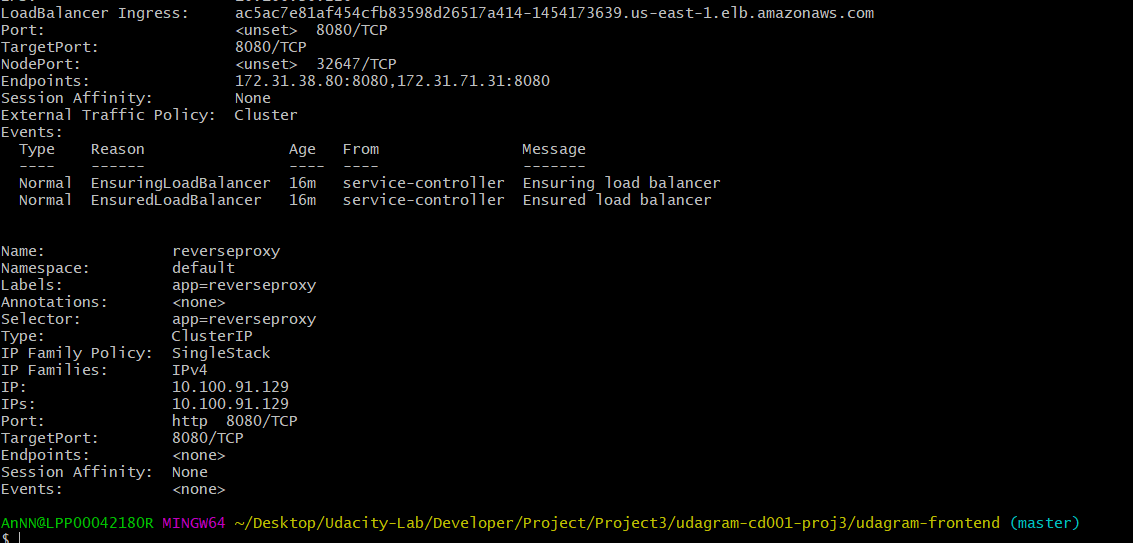 LoadBalancer Ingress:     ac5ac7e81af454cfb83598d26517a414-1454173639.us-east-1.elb.amazonaws.com
Port:                     <unset>  8080/TCP
TargetPort:               8080/TCP
NodePort:                 <unset>  32647/TCP
Endpoints:                172.31.38.80:8080,172.31.71.31:8080
Session Affinity:         None
External Traffic Policy:  Cluster
Events:
  Type    Reason                Age   From                Message
  ----    ------                ----  ----                -------
  Normal  EnsuringLoadBalancer  16m   service-controller  Ensuring load balancer
  Normal  EnsuredLoadBalancer   16m   service-controller  Ensured load balancer
Name:              reverseproxy
Namespace:         default
Labels:            app=reverseproxy
Annotations:       <none>
Selector:          app=reverseproxy
Type:              ClusterIP
IP Family Policy:  SingleStack
IP Families:       IPv4
IP:                10.100.91.129
IPs:               10.100.91.129
Port:              http  8080/TCP
TargetPort:        8080/TCP
Endpoints:         <none>
Session Affinity:  None
Events:            <none>
AnNN@LPP00042180R MINGW64 ~/Desktop/Udacity-Lab/Developer/Project/Project3/udagram-cd001-proj3/udagram-frontend (master)
$